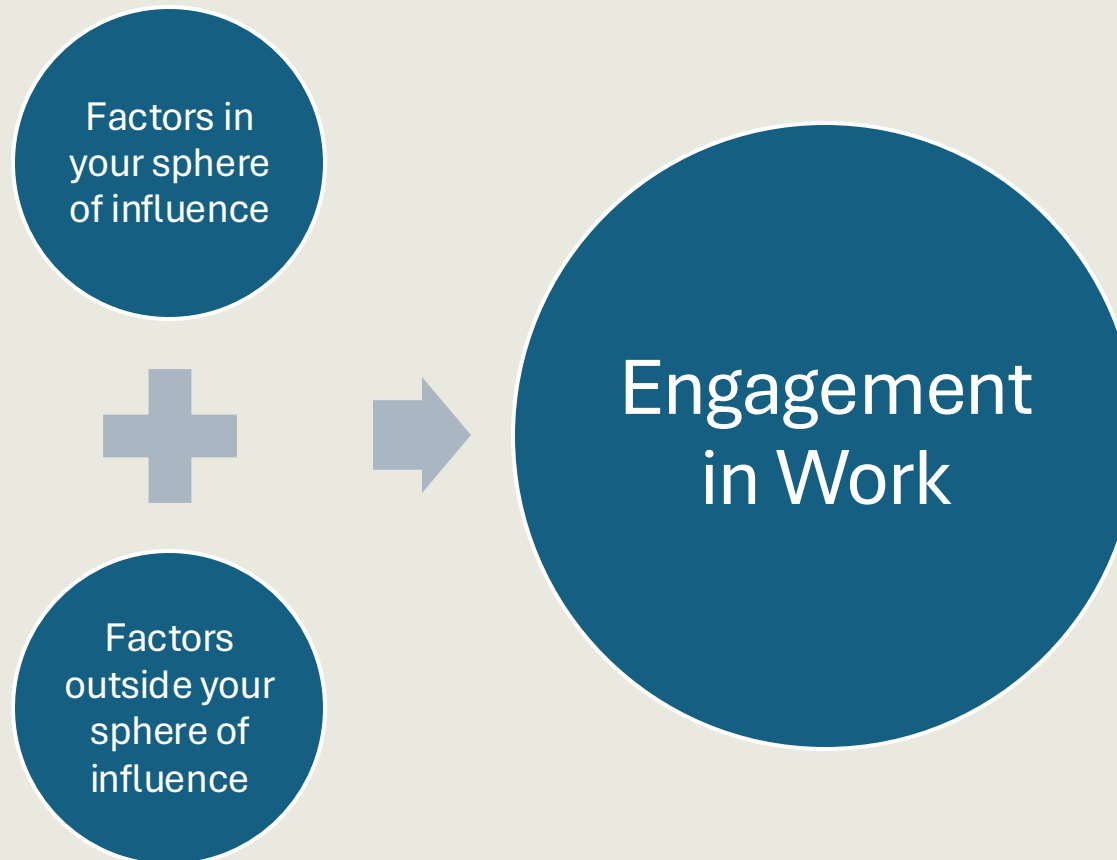 Factors in
your sphere
of influence
Factors
outside your
sphere of
influence
Engagement
in Work